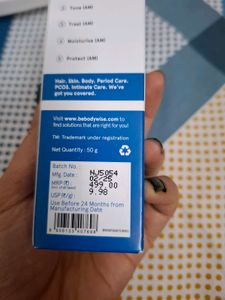 Tone (AM)
Treat (AM)
Moisturize (AM)
Protect (AM)
Hair. Skin. Body. Period Care.
PCOS. Intimate Care. We've
got you covered.
Visit www.bebodywise.com to
find solutions that are right for you!
TM: Trademark under registration
Net Quantity: 50 g
Batch No.
NJ5054
Mfg. Date:
02/25
MRP (₹):
499.00
USP (₹/g):
9.98
Use Before 24 Months from
Manufacturing Date